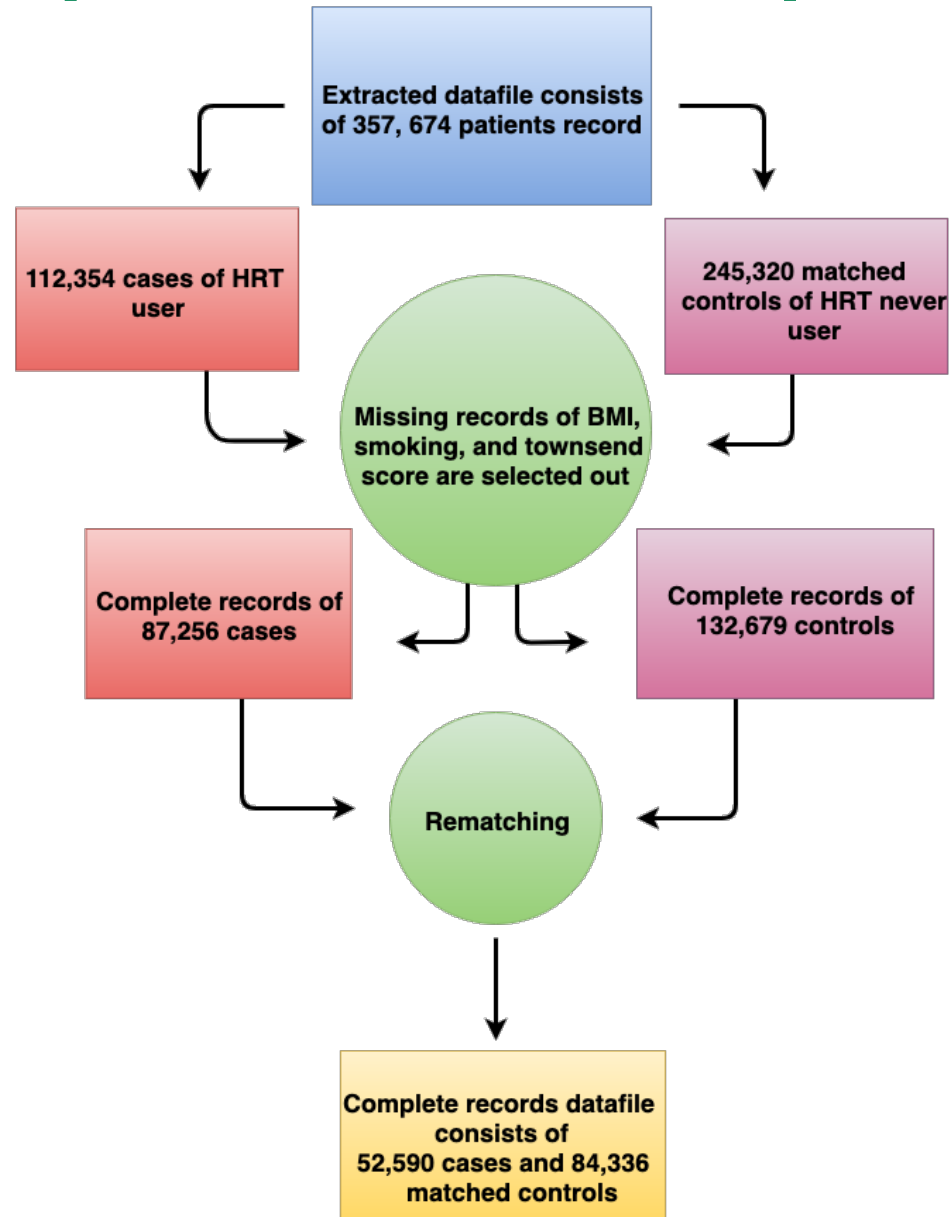 Extracted datafile consists
of 357, 674 patients record
112,354 cases of HRT
user
245,320 matched
controls of HRT never
user
Missing records of BMI,
smoking, and townsend
score are selected out
Complete records of
87,256 cases
Complete records of
132,679 controls
Rematching
Complete records datafile
consists of
52,590 cases and 84,336
matched controls